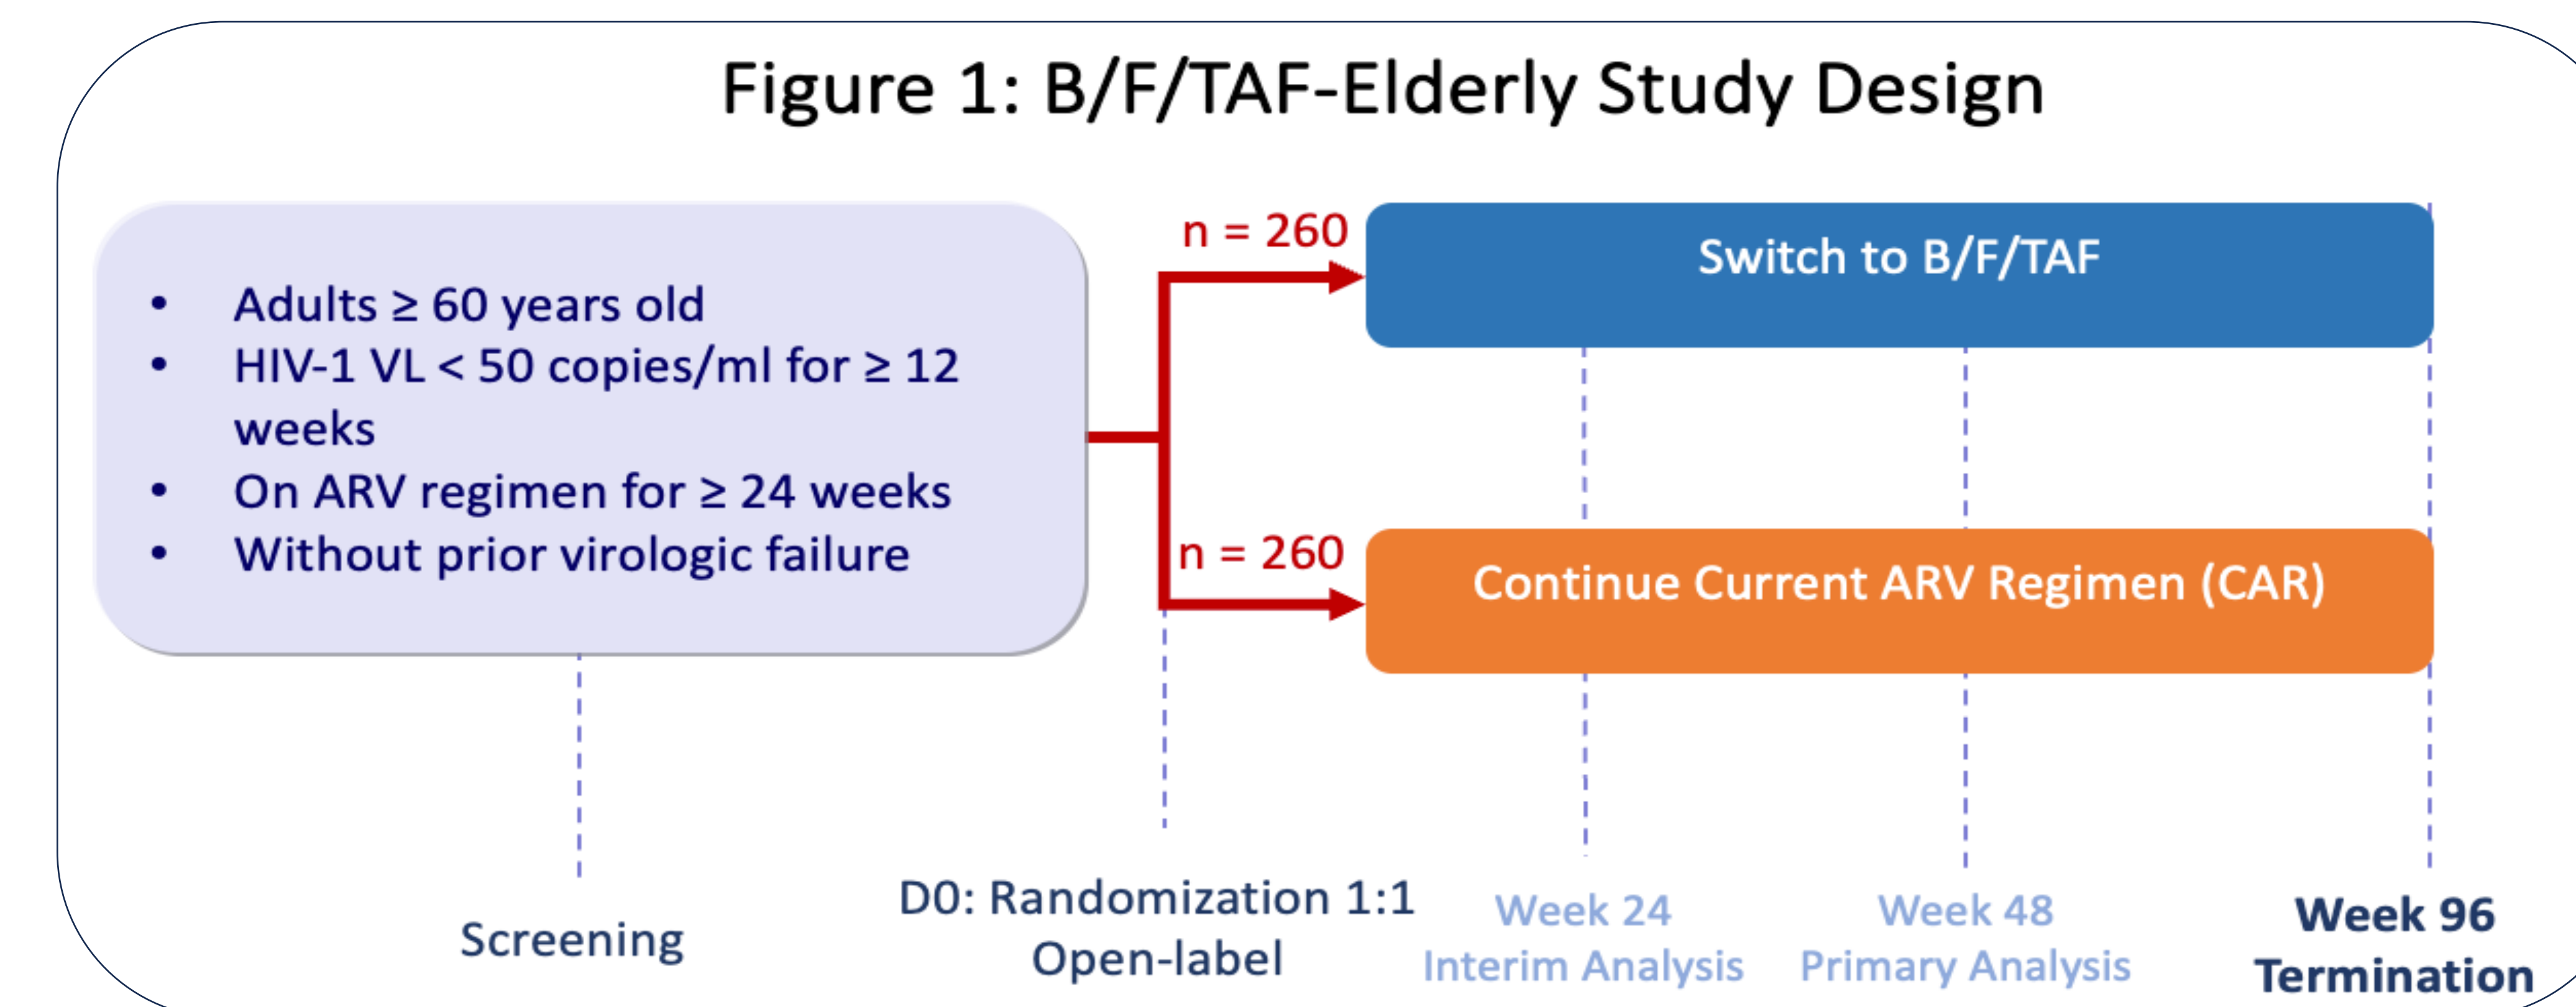 Figure 1: B/F/TAF-Elderly Study Design
• Adults ≥ 60 years old
• HIV-1 VL < 50 copies/ml for ≥ 12
weeks
• On ARV regimen for ≥ 24 weeks
• Without prior virologic failure
n = 260
Switch to B/F/TAF
n = 260
Continue Current ARV Regimen (CAR)
Screening
D0: Randomization 1:1
Open-label
Week 24
Interim Analysis
Week 48
Primary Analysis
Week 96
Termination